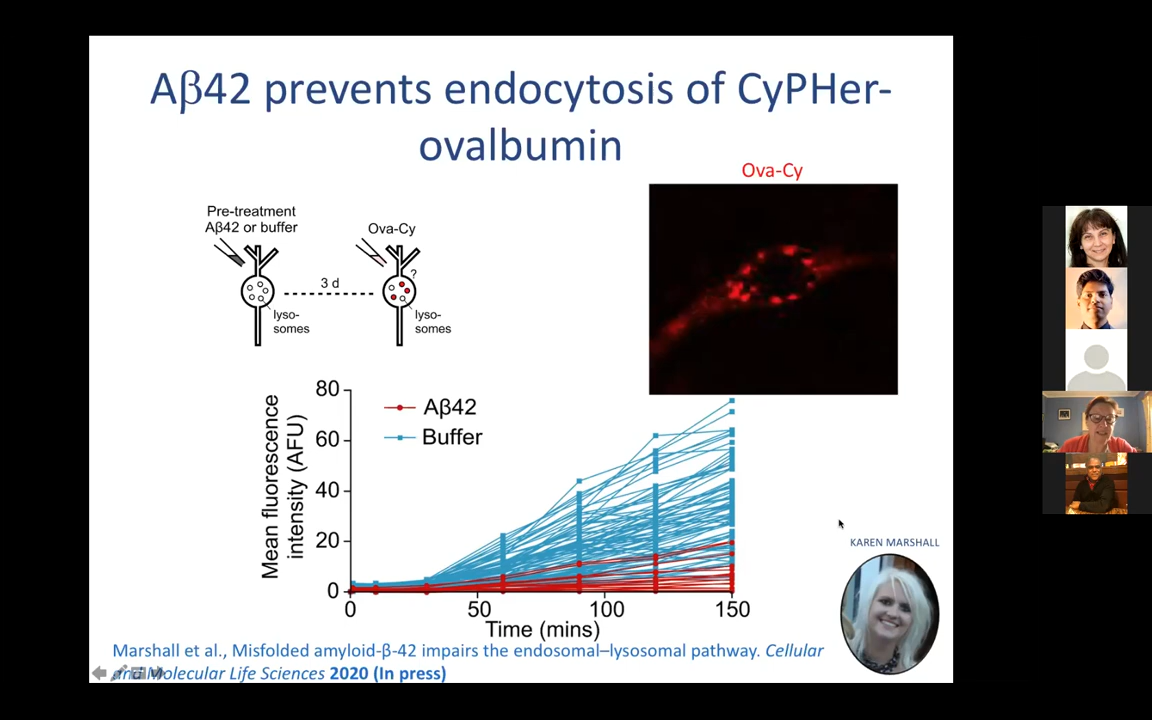 Aβ42 prevents endocytosis of CyPHer-
ovalbumin
Ova-Cy
Pre-treatment
Aβ42 or buffer
Ova-Cy
?
3 d
lyso-
somes
lyso-
somes
80
60
40
20
0
Mean fluorescence
intensity (AFU)
Aβ42
Buffer
0 50 100 150
Time (mins)
KAREN MARSHALL
Marshall et al., Misfolded amyloid-β-42 impairs the endosomal–lysosomal pathway. Cellular
and Molecular Life Sciences 2020 (In press)